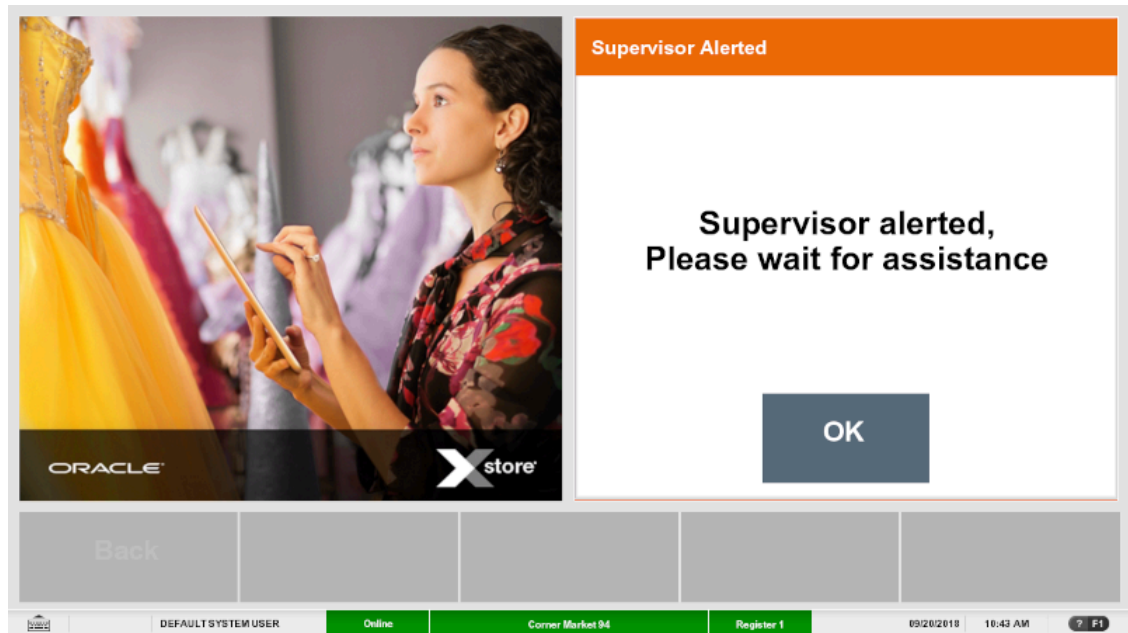 Supervisor Alerted
Supervisor alerted,
Please wait for assistance
OK
ORACLE
Xstore
Back
DEFAULT SYSTEM USER
Online
Corner Market 94
Register 1
09/20/2018
10:43 AM
? F1